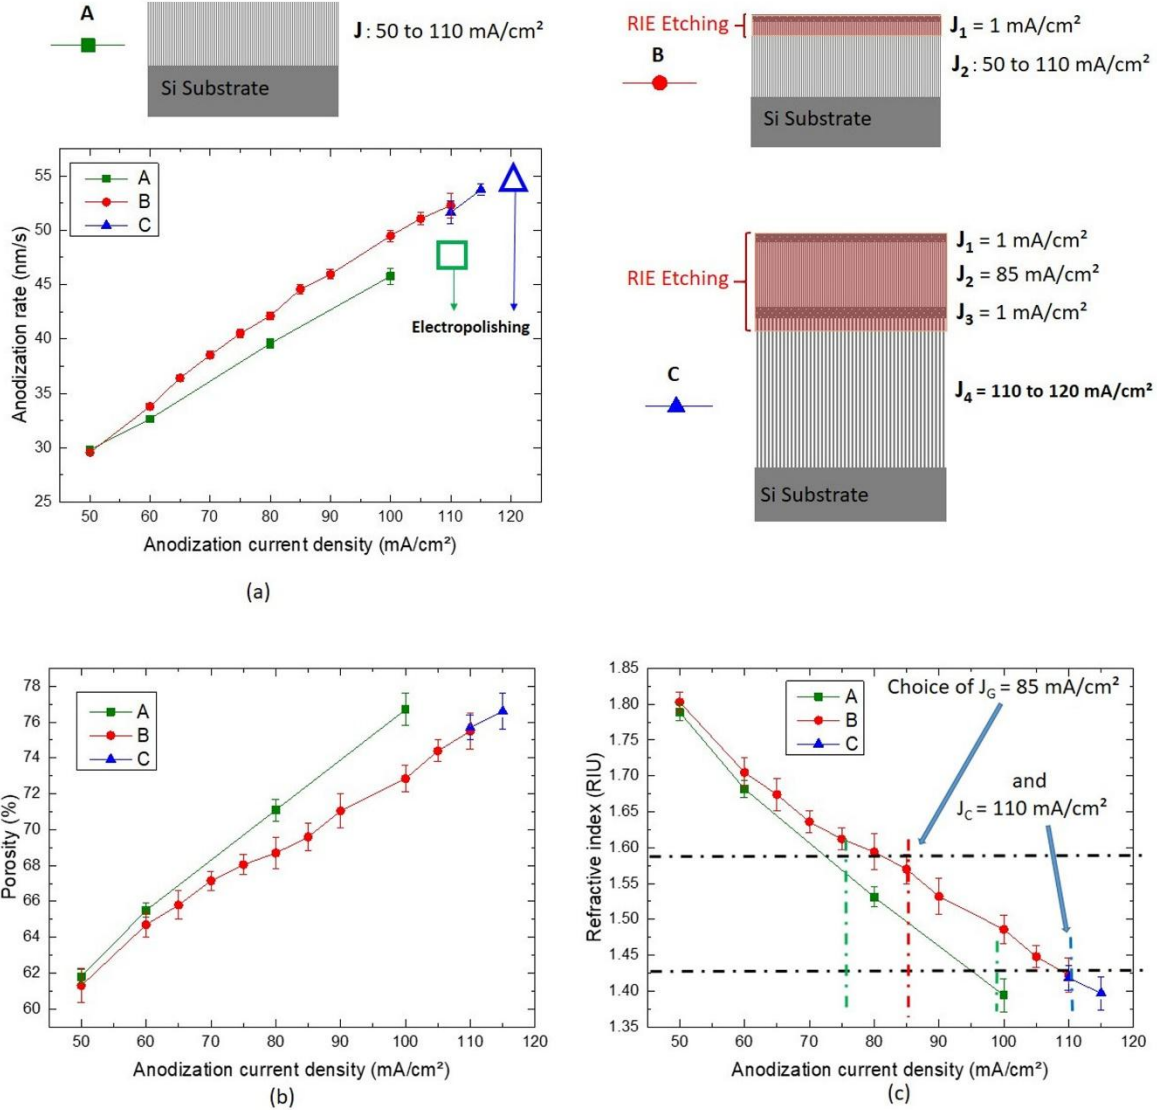 A
J : 50 to 110 mA/cm²
Si Substrate
RIE Etching
J₁ = 1 mA/cm²
B
J₂ : 50 to 110 mA/cm²
Si Substrate
55
50
45
40
35
30
25
Anodization rate (nm/s)
A
B
C
Electropolishing
50 60 70 80 90 100 110 120
Anodization current density (mA/cm²)
(a)
RIE Etching
J₁ = 1 mA/cm²
J₂ = 85 mA/cm²
J₃ = 1 mA/cm²
C
J₄ = 110 to 120 mA/cm²
Si Substrate
78
76
74
72
70
68
66
64
62
60
Porosity (%)
A
B
C
50 60 70 80 90 100 110 120
Anodization current density (mA/cm²)
(b)
1.85
1.80
1.75
1.70
1.65
1.60
1.55
1.50
1.45
1.40
1.35
Refractive index (RIU)
A
B
C
Choice of J_G = 85 mA/cm²
and
J_C = 110 mA/cm²
50 60 70 80 90 100 110 120
Anodization current density (mA/cm²)
(c)